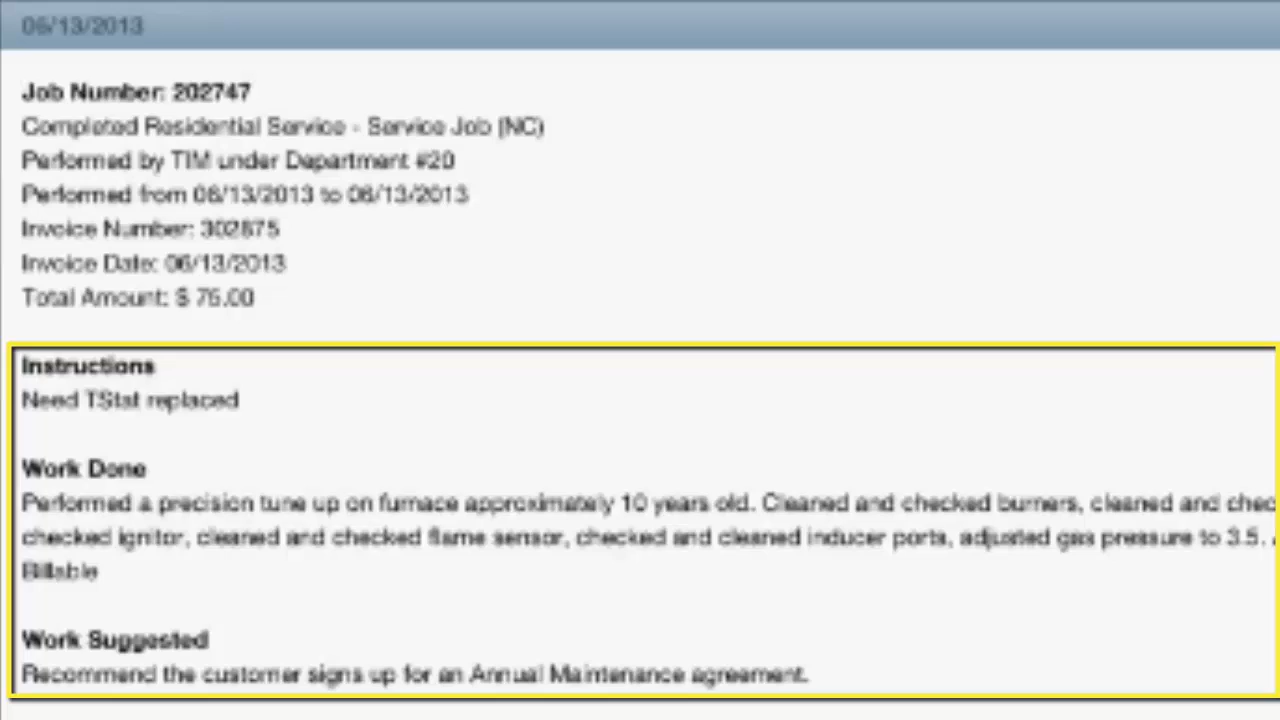 06/13/2013
Job Number: 202747
Completed Residential Service - Service Job (NC)
Performed by TIM under Department #20
Performed from 06/13/2013 to 06/13/2013
Invoice Number: 302875
Invoice Date: 06/13/2013
Total Amount: $ 75.00
Instructions
Need TStat replaced
Work Done
Performed a precision tune up on furnace approximately 10 years old. Cleaned and checked burners, cleaned and chec
checked ignitor, cleaned and checked flame sensor, checked and cleaned inducer ports, adjusted gas pressure to 3.5.
Billable
Work Suggested
Recommend the customer signs up for an Annual Maintenance agreement.